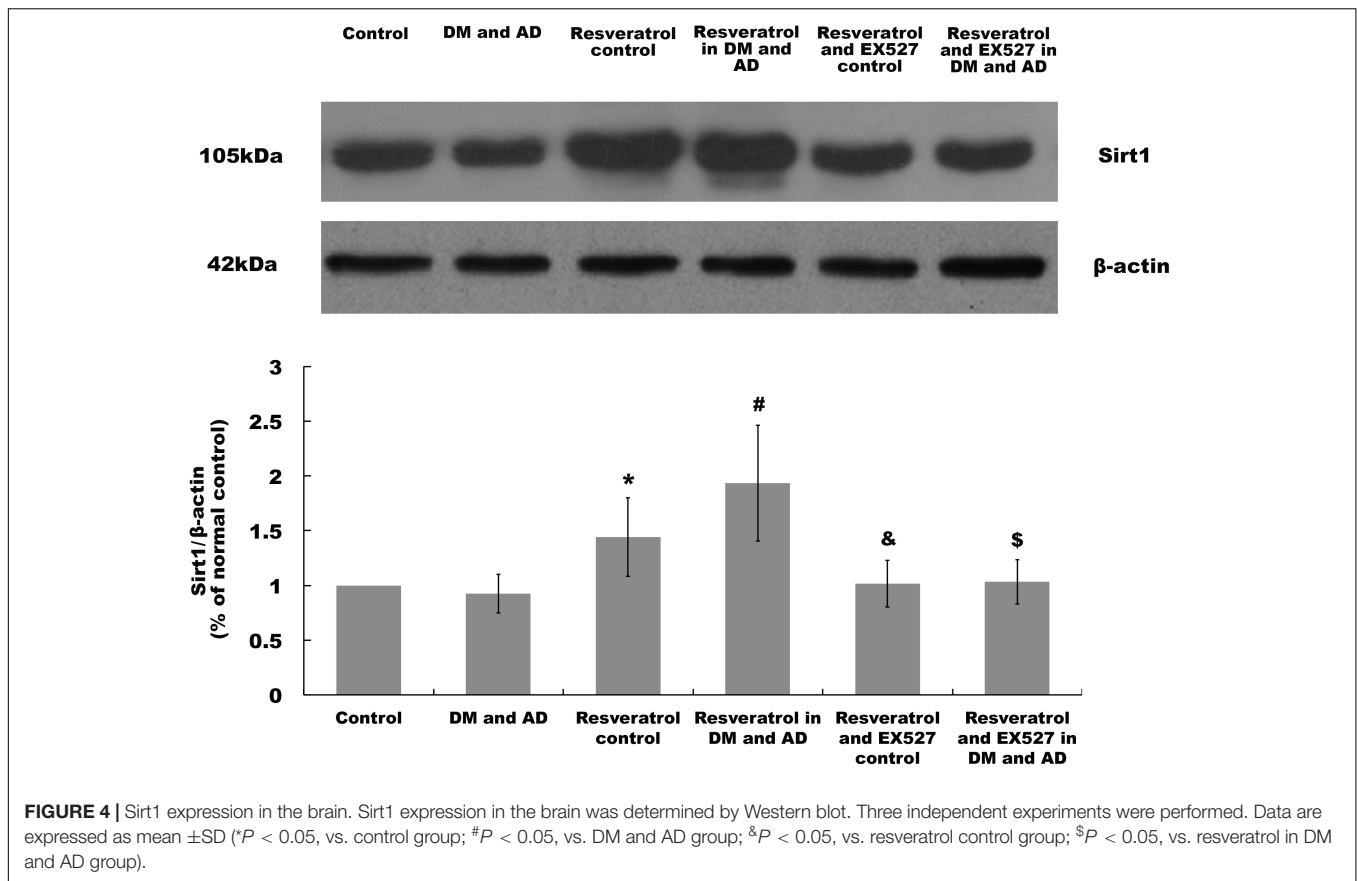 Control
DM and AD
Resveratrol
control
Resveratrol
in DM and
AD
Resveratrol
and EX527
control
Resveratrol
and EX527 in
DM and AD
105kDa
Sirt1
42kDa
β-actin
Sirt1/β-actin
(% of normal control)
3
2.5
2
1.5
1
0.5
0
*
#
&
$
Control
DM and AD
Resveratrol
control
Resveratrol in
DM and AD
Resveratrol
and EX527
control
Resveratrol
and EX527 in
DM and AD
FIGURE 4 | Sirt1 expression in the brain. Sirt1 expression in the brain was determined by Western blot. Three independent experiments were performed. Data are
expressed as mean ±SD (*P < 0.05, vs. control group; #P < 0.05, vs. DM and AD group; &P < 0.05, vs. resveratrol control group; $P < 0.05, vs. resveratrol in DM
and AD group).